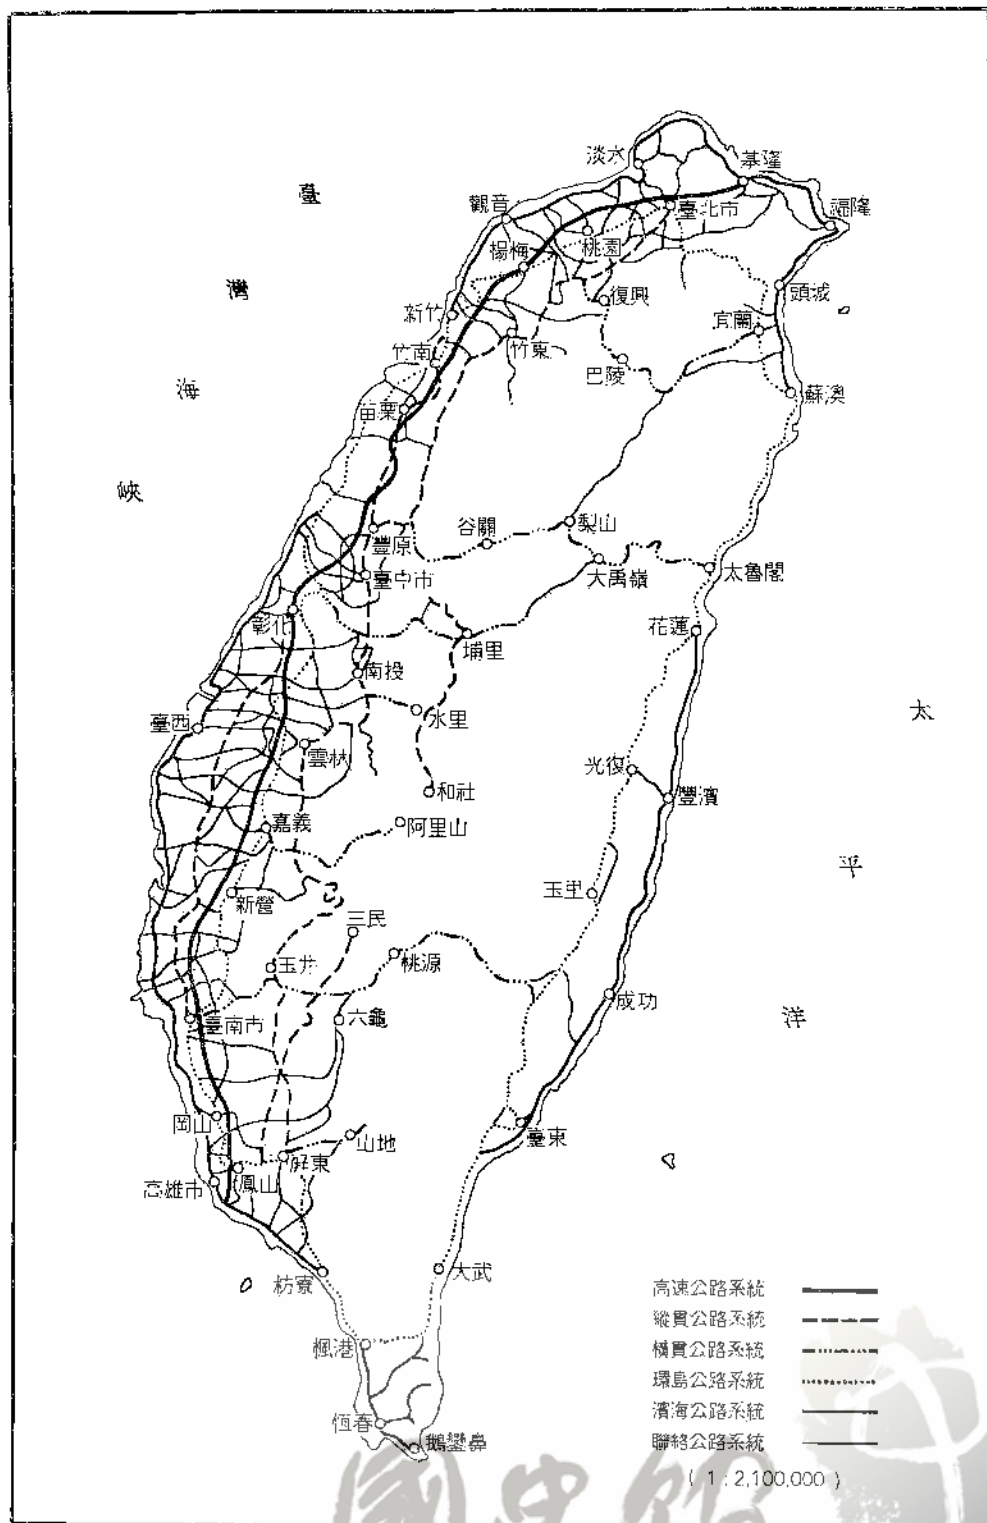 臺灣海峽
淡水
基隆
觀音
臺北市
福隆
桃園
楊梅
復興
頭城
新竹
宜蘭
竹東
竹南
巴陵
蘇澳
苗栗
谷關
梨山
豐原
大禹嶺
太魯閣
臺中市
彰化
花蓮
埔里
南投
水里
太平洋
臺西
雲林
光復
和社
豐濱
嘉義
阿里山
玉里
新營
三民
玉井
桃源
成功
臺南市
六龜
岡山
臺東
山地
屏東
鳳山
高雄市
大武
枋寮
楓港
恆春
鵝鑾鼻
高速公路系統
縱貫公路系統
橫貫公路系統
環島公路系統
濱海公路系統
聯絡公路系統
( 1 : 2,100,000 )